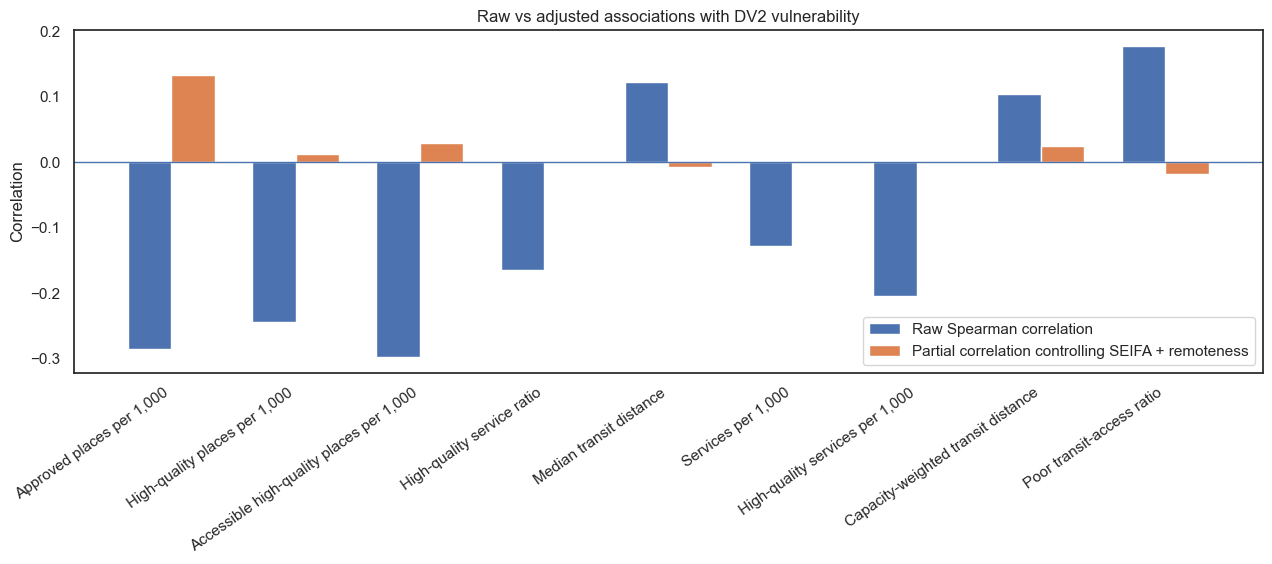 Raw vs adjusted associations with DV2 vulnerability
Correlation
0.2
0.1
0.0
−0.1
−0.2
−0.3
Raw Spearman correlation
Partial correlation controlling SEIFA + remoteness
Approved places per 1,000
High-quality places per 1,000
Accessible high-quality places per 1,000
High-quality service ratio
Median transit distance
Services per 1,000
High-quality services per 1,000
Capacity-weighted transit distance
Poor transit-access ratio